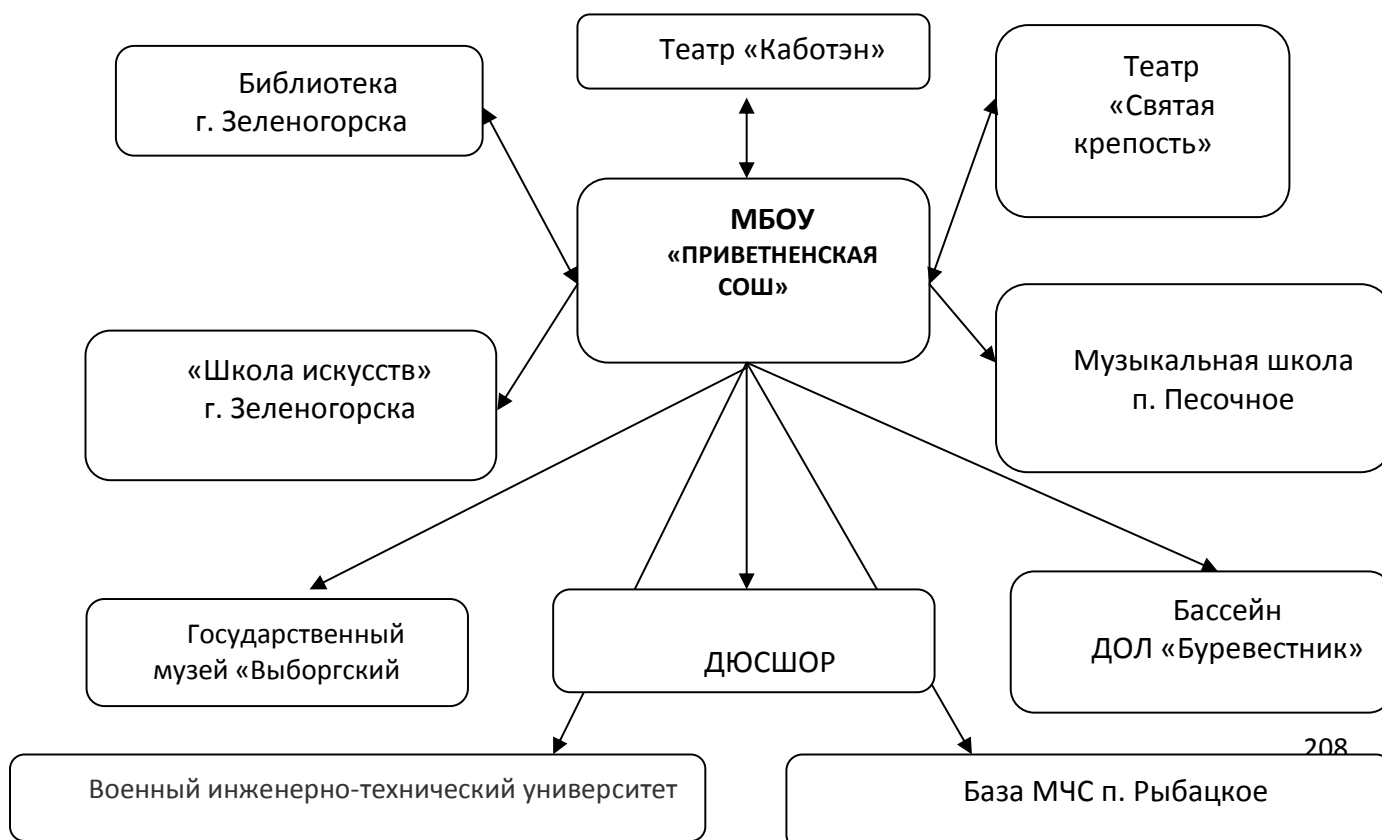 Театр «Каботэн»
Библиотека
г. Зеленогорска
Театр
«Святая
крепость»
МБОУ
«ПРИВЕТНЕНСКАЯ
СОШ»
«Школа искусств»
г. Зеленогорска
Музыкальная школа
п. Песочное
Государственный
музей «Выборгский
ДЮСШОР
Бассейн
ДОЛ «Буревестник»
208
Военный инженерно-технический университет
База МЧС п. Рыбацкое